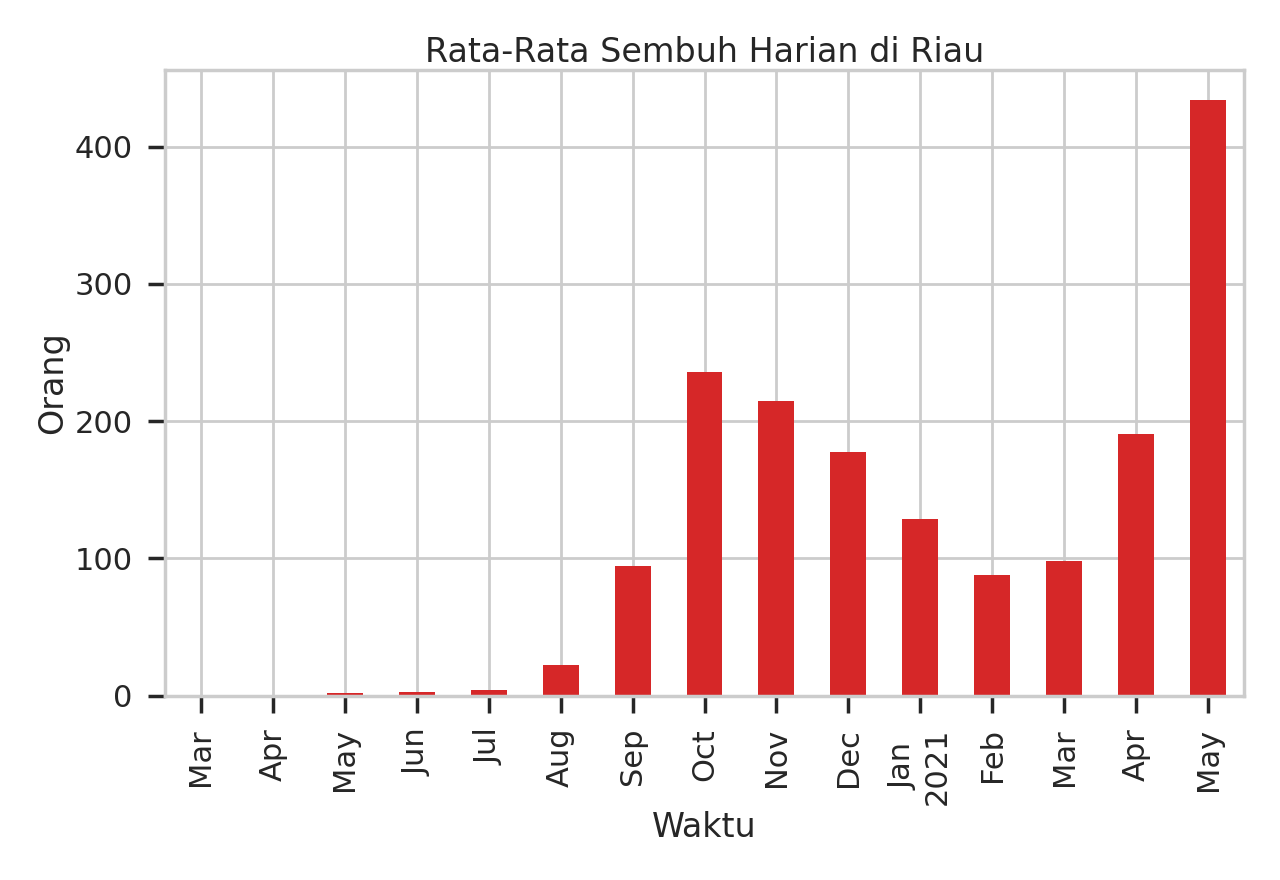 Rata-Rata Sembuh Harian di Riau
Orang
400
300
200
100
0
Mar
Apr
May
Jun
Jul
Aug
Sep
Oct
Nov
Dec
Jan
2021
Feb
Mar
Apr
May
Waktu